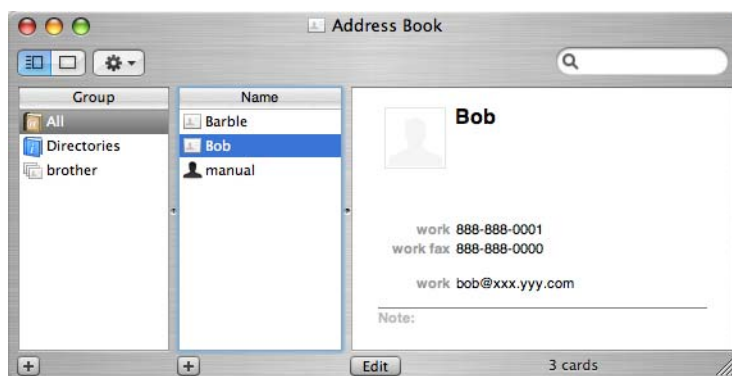 Address Book
Group
Name
All
Directories
brother
Barble
Bob
manual
Bob
work 888-888-0001
work fax 888-888-0000
work bob@xxx.yyy.com
Note:
+
+
Edit
3 cards